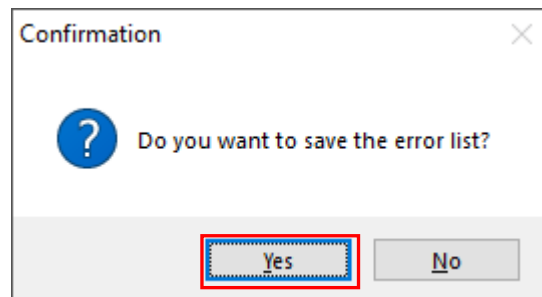 Confirmation
Do you want to save the error list?
Yes
No